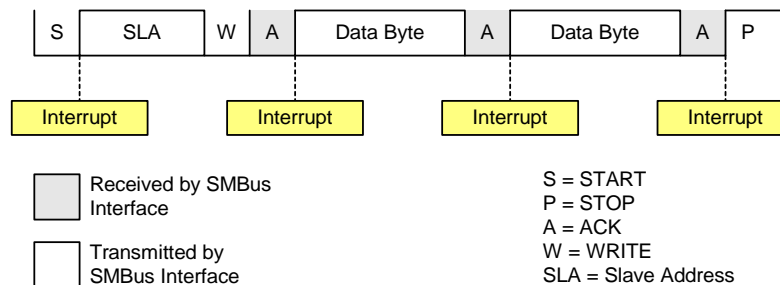 S SLA W A Data Byte A Data Byte A P
Interrupt Interrupt Interrupt Interrupt
Received by SMBus
Interface
Transmitted by
SMBus Interface
S = START
P = STOP
A = ACK
W = WRITE
SLA = Slave Address